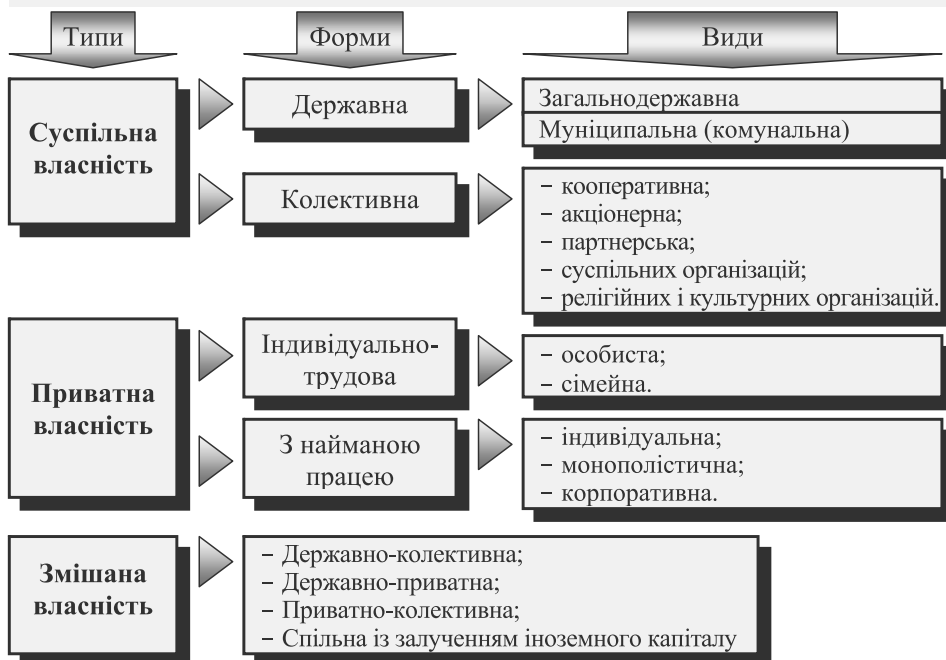 Типи
Форми
Види
Суспільна
власність
Державна
Загальнодержавна
Муніципальна (комунальна)
Колективна
– кооперативна;
– акціонерна;
– партнерська;
– суспільних організацій;
– релігійних і культурних організацій.
Приватна
власність
Індивідуально-
трудова
– особиста;
– сімейна.
З найманою
працею
– індивідуальна;
– монополістична;
– корпоративна.
Змішана
власність
– Державно-колективна;
– Державно-приватна;
– Приватно-колективна;
– Спільна із залученням іноземного капіталу